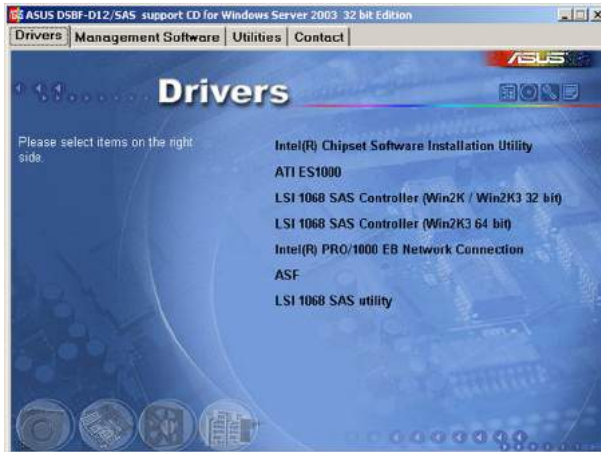 ASUS DSBF-D12/SAS support CD for Windows Server 2003 32 bit Edition
Drivers Management Software Utilities Contact
ASUS
Drivers
Please select items on the right
side.
Intel(R) Chipset Software Installation Utility
ATI ES1000
LSI 1068 SAS Controller (Win2K / Win2K3 32 bit)
LSI 1068 SAS Controller (Win2K3 64 bit)
Intel(R) PRO/1000 EB Network Connection
ASF
LSI 1068 SAS utility